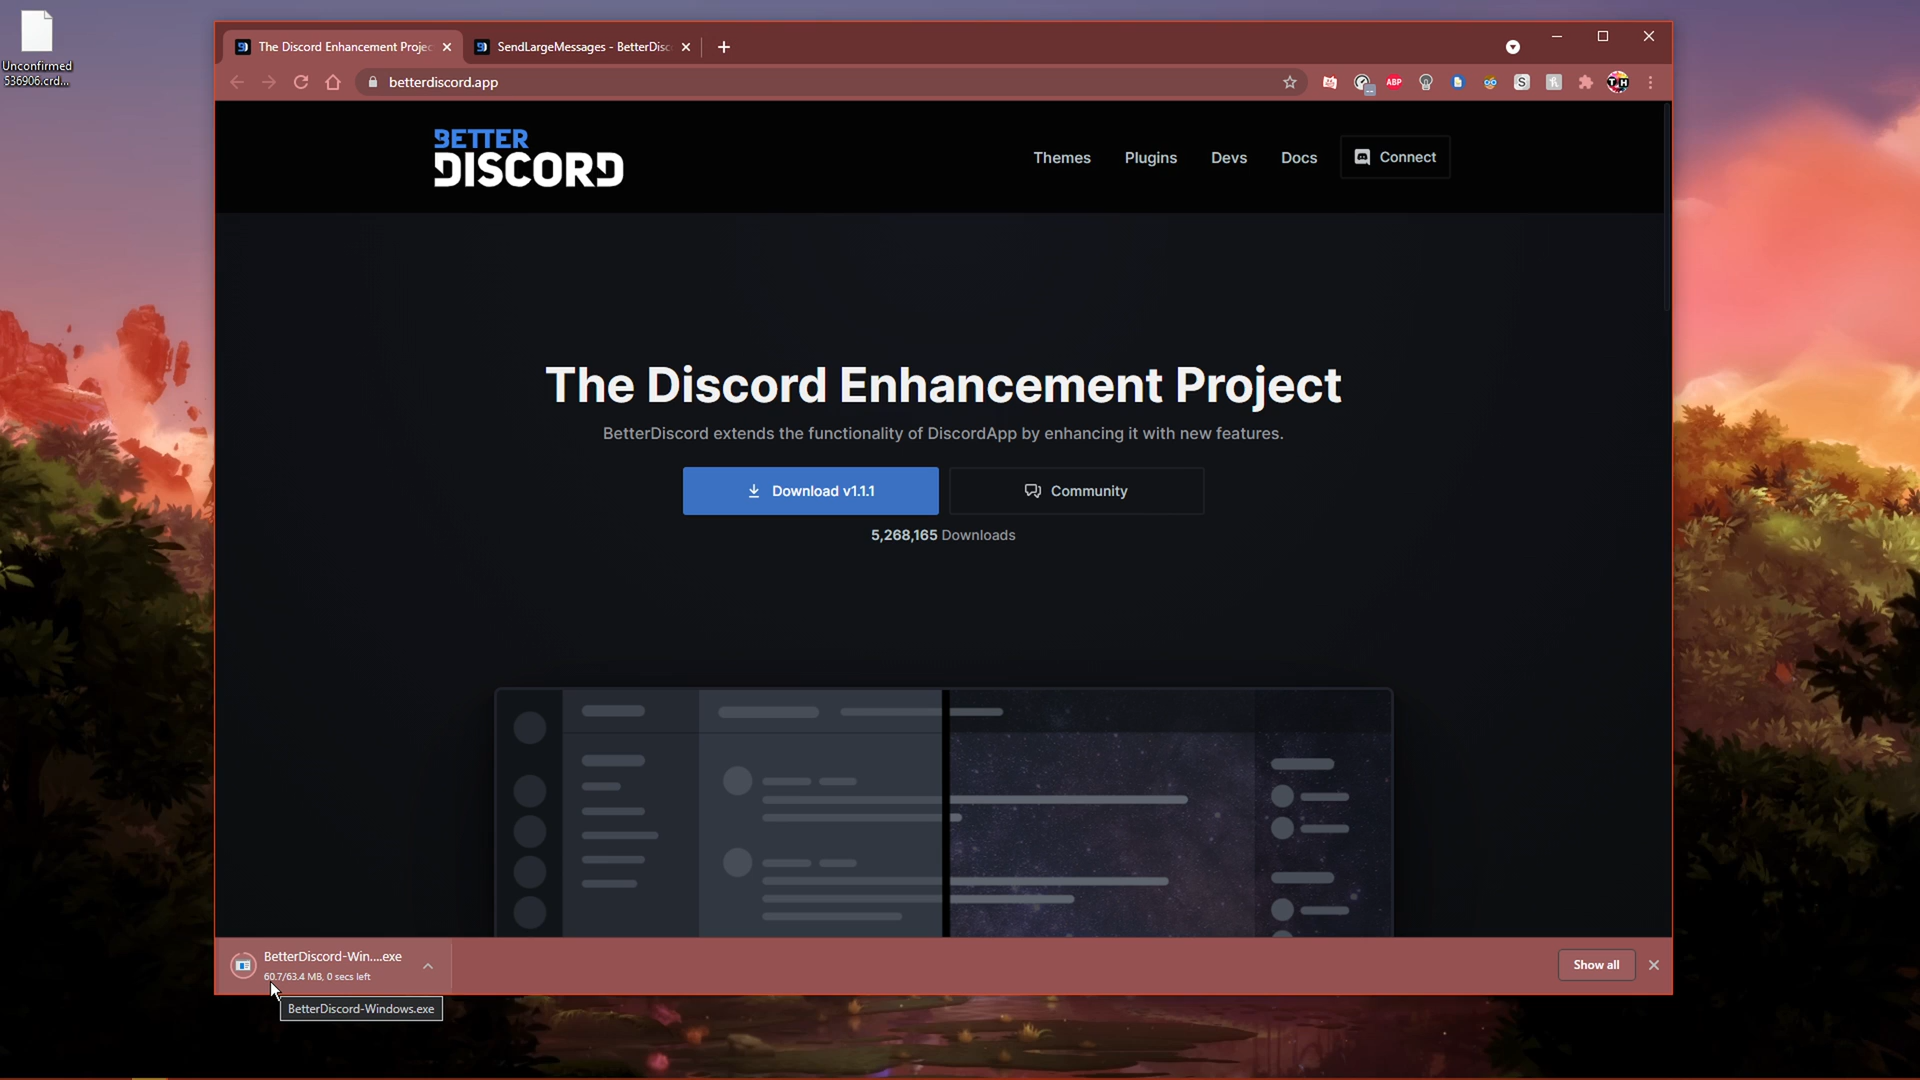 Unconfirmed
536906.crd...
The Discord Enhancement Projec
SendLargeMessages - BetterDisc
betterdiscord.app
ABP
BETTER
DISCORD
Themes
Plugins
Devs
Docs
Connect
The Discord Enhancement Project
BetterDiscord extends the functionality of DiscordApp by enhancing it with new features.
Download v1.1.1
Community
5,268,165 Downloads
BetterDiscord-Win....exe
60.7/63.4 MB, 0 secs left
Show all
BetterDiscord-Windows.exe